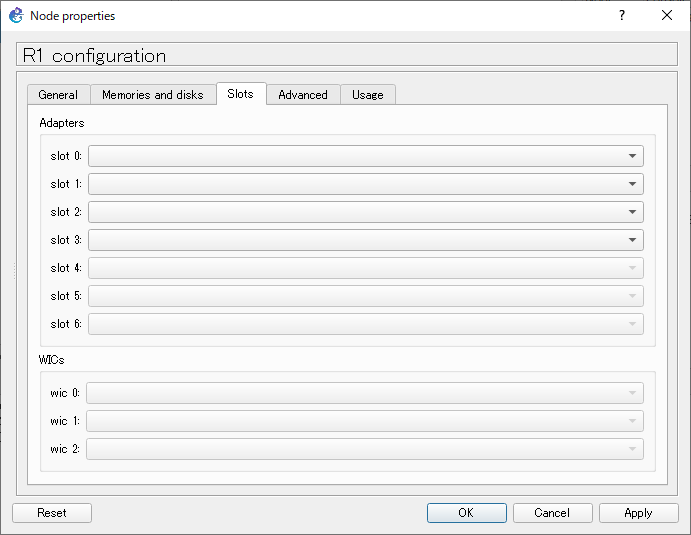 Node properties
R1 configuration
General Memories and disks Slots Advanced Usage
Adapters
slot 0:
slot 1:
slot 2:
slot 3:
slot 4:
slot 5:
slot 6:
WICs
wic 0:
wic 1:
wic 2:
Reset OK Cancel Apply